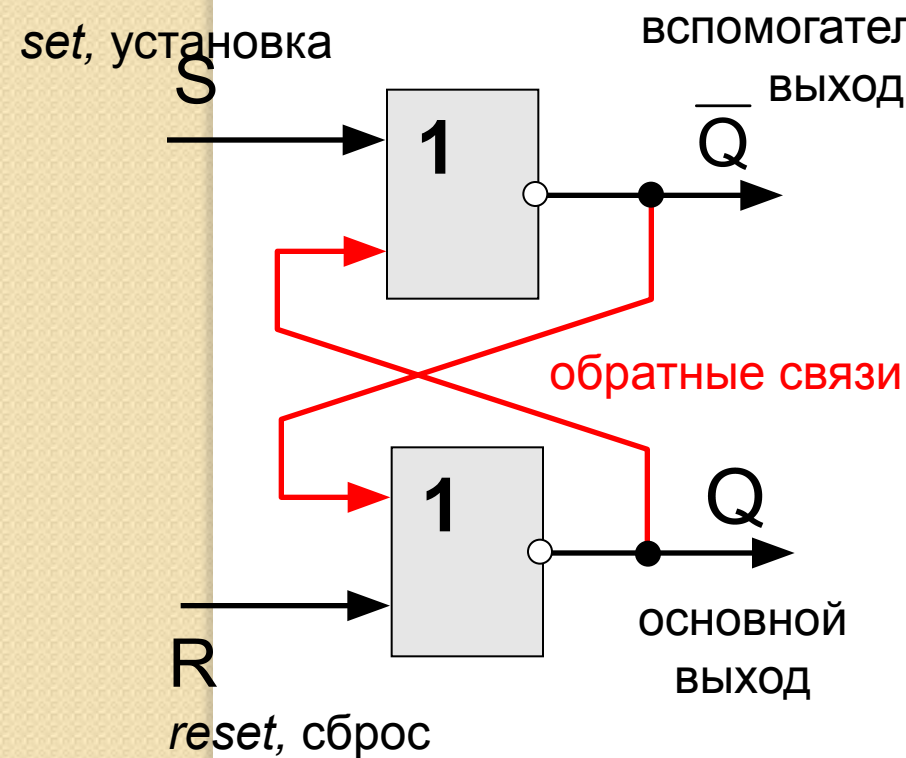 set, установка
S
вспомогател
выход
Q
1
обратные связи
1
Q
основной
выход
R
reset, сброс